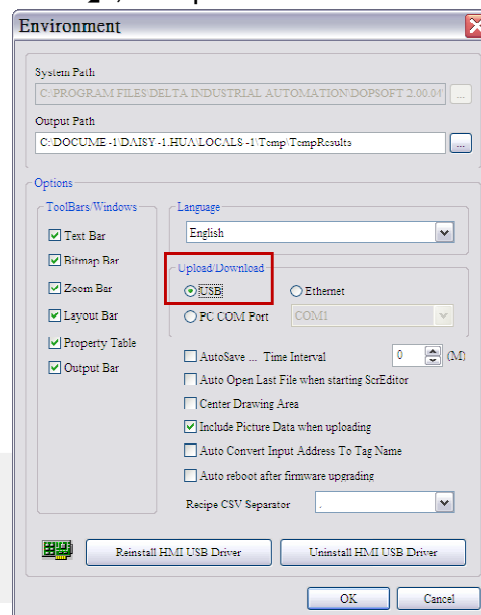 Environment
System Path
C:\PROGRAM FILES\DELTA INDUSTRIAL AUTOMATION\DOPSOFT 2.00.04\
...
Output Path
C:\DOCUME~1\DAISY~1.HUA\LOCALS~1\Temp\TempResults
...
Options
ToolBars/Windows
Text Bar
Bitmap Bar
Zoom Bar
Layout Bar
Property Table
Output Bar
Language
English
Upload/Download
USB
Ethernet
PC COM Port
COM1
AutoSave ... Time Interval
0
(M)
Auto Open Last File when starting ScrEditor
Center Drawing Area
Include Picture Data when uploading
Auto Convert Input Address To Tag Name
Auto reboot after firmware upgrading
Recipe CSV Separator
Reinstall HMI USB Driver
Uninstall HMI USB Driver
OK
Cancel